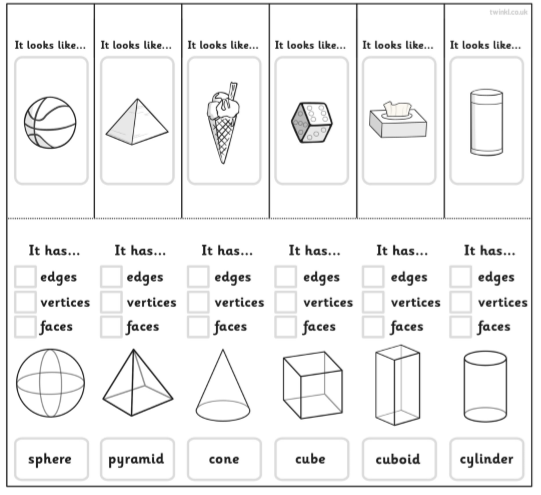 twinkl.co.uk
It looks like... It looks like... It looks like... It looks like... It looks like... It looks like...
It has... It has... It has... It has... It has... It has...
edges edges edges edges edges edges
vertices vertices vertices vertices vertices vertices
faces faces faces faces faces faces
sphere pyramid cone cube cuboid cylinder